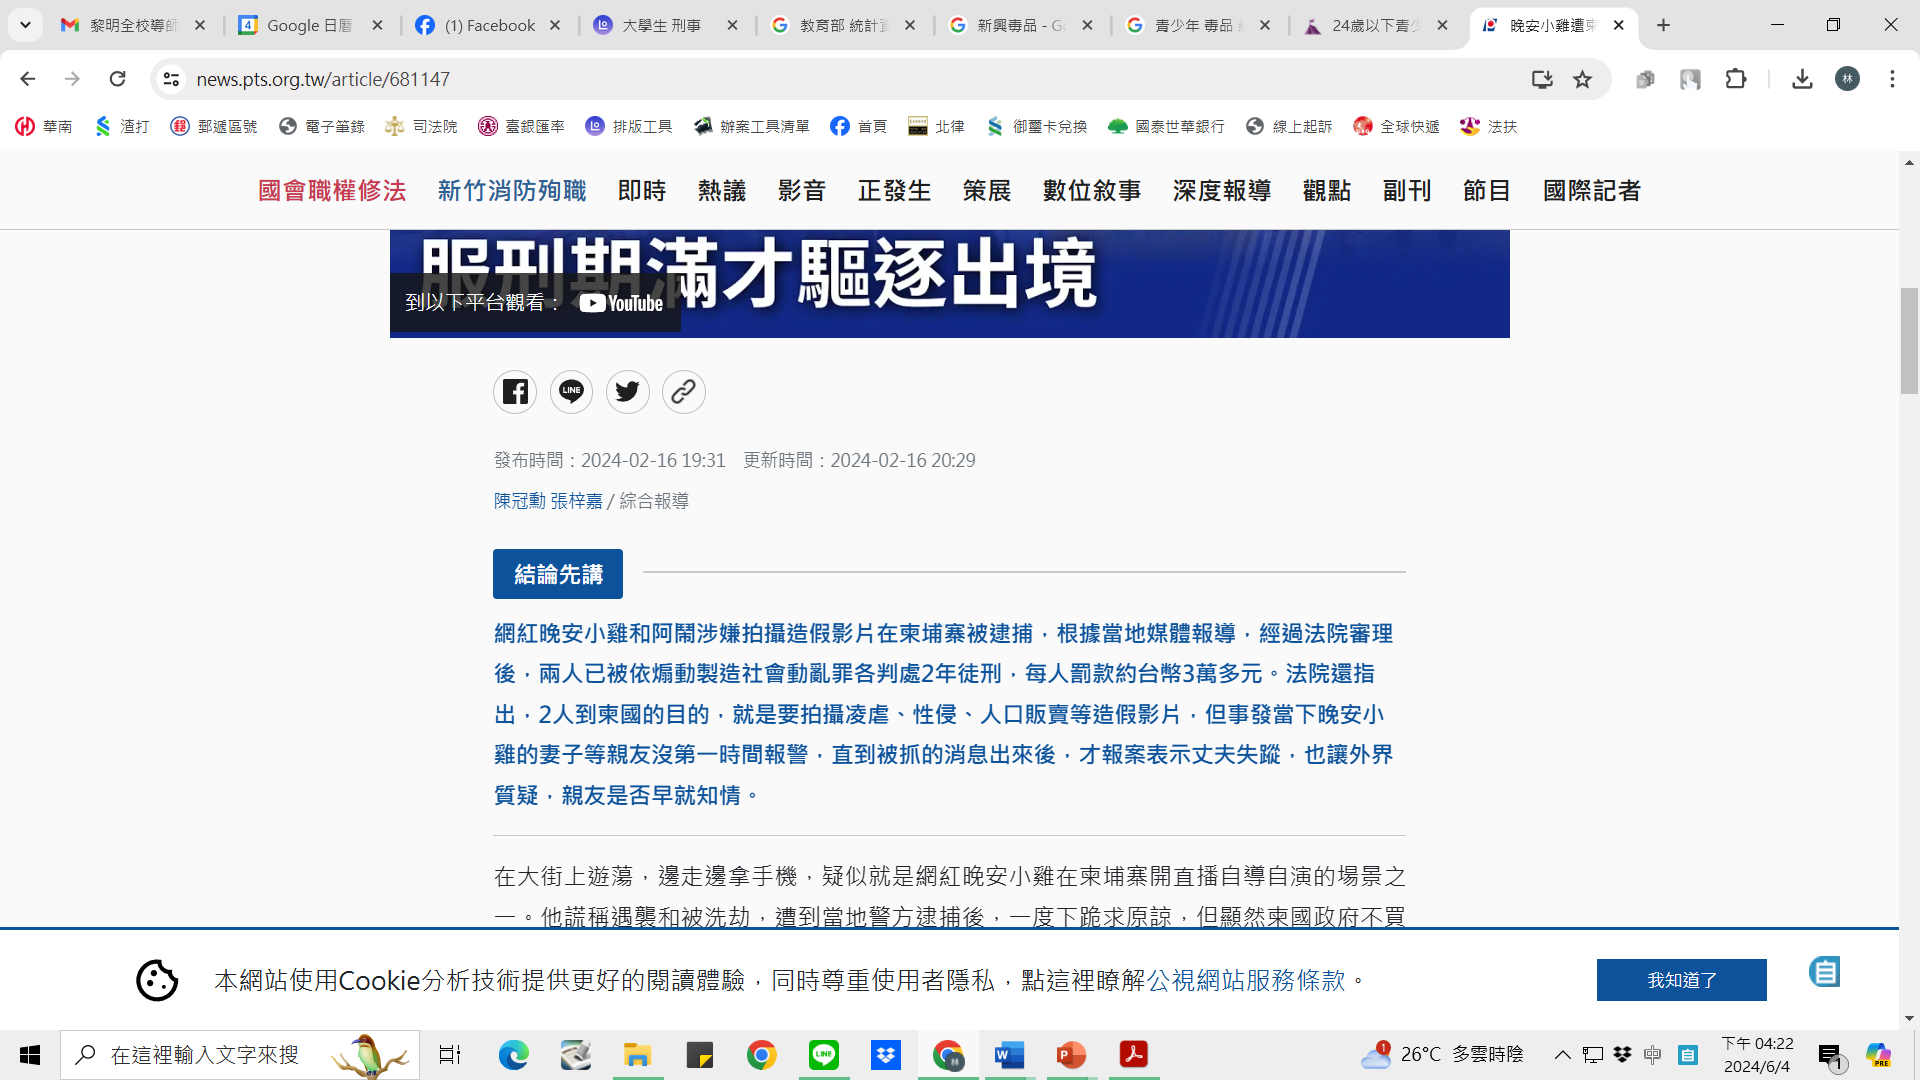 黎明全校導師
Google 日曆
(1) Facebook
大學生 刑事
教育部 統計
新興毒品 - G
青少年 毒品
24歲以下青少
晚安小雞遭柬
news.pts.org.tw/article/681147
華南
渣打
郵遞區號
電子筆錄
司法院
臺銀匯率
排版工具
辦案工具清單
首頁
北律
御璽卡兌換
國泰世華銀行
線上起訴
全球快遞
法扶
國會職權修法
新竹消防殉職
即時
熱議
影音
正發生
策展
數位敘事
深度報導
觀點
副刊
節目
國際記者
服刑期滿才驅逐出境
到以下平台觀看：
YouTube
LINE
發布時間：2024-02-16 19:31 更新時間：2024-02-16 20:29
陳冠勳 張梓嘉 / 綜合報導
結論先講
網紅晚安小雞和阿鬧涉嫌拍攝造假影片在柬埔寨被逮捕，根據當地媒體報導，經過法院審理
後，兩人已被依煽動製造社會動亂罪各判處2年徒刑，每人罰款約台幣3萬多元。法院還指
出，2人到柬國的目的，就是要拍攝凌虐、性侵、人口販賣等造假影片，但事發當下晚安小
雞的妻子等親友沒第一時間報警，直到被抓的消息出來後，才報案表示丈夫失蹤，也讓外界
質疑，親友是否早就知情。
在大街上遊蕩，邊走邊拿手機，疑似就是網紅晚安小雞在柬埔寨開直播自導自演的場景之
一。他謊稱遇襲和被洗劫，遭到當地警方逮捕後，一度下跪求原諒，但顯然柬國政府不買
本網站使用Cookie分析技術提供更好的閱讀體驗，同時尊重使用者隱私，點這裡瞭解公視網站服務條款。
我知道了
在這裡輸入文字來搜
26°C 多雲時陰
中
下午 04:22
2024/6/4